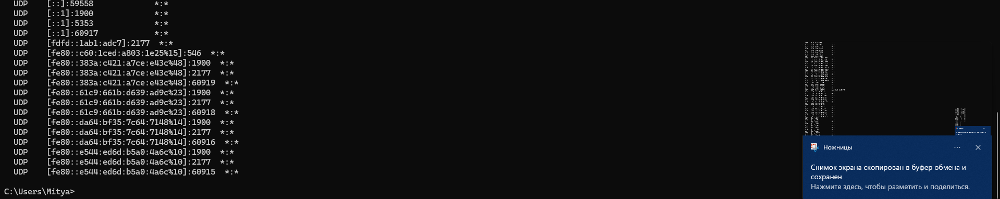 UDP    [::]:59558             *:*
UDP    [::1]:1900             *:*
UDP    [::1]:5353             *:*
UDP    [::1]:60917            *:*
UDP    [fdfd::1ab1:adc7]:2177  *:*
UDP    [fe80::c60:1ced:a803:1e25%15]:546  *:*
UDP    [fe80::383a:c421:a7ce:e43c%48]:1900  *:*
UDP    [fe80::383a:c421:a7ce:e43c%48]:2177  *:*
UDP    [fe80::383a:c421:a7ce:e43c%48]:60919  *:*
UDP    [fe80::61c9:661b:d639:ad9c%23]:1900  *:*
UDP    [fe80::61c9:661b:d639:ad9c%23]:2177  *:*
UDP    [fe80::61c9:661b:d639:ad9c%23]:60918  *:*
UDP    [fe80::da64:bf35:7c64:7148%14]:1900  *:*
UDP    [fe80::da64:bf35:7c64:7148%14]:2177  *:*
UDP    [fe80::da64:bf35:7c64:7148%14]:60916  *:*
UDP    [fe80::e544:ed6d:b5a0:4a6c%10]:1900  *:*
UDP    [fe80::e544:ed6d:b5a0:4a6c%10]:2177  *:*
UDP    [fe80::e544:ed6d:b5a0:4a6c%10]:60915  *:*
C:\Users\Mitya>
Ножницы
Снимок экрана скопирован в буфер обмена и
сохранен
Нажмите здесь, чтобы разметить и поделиться.